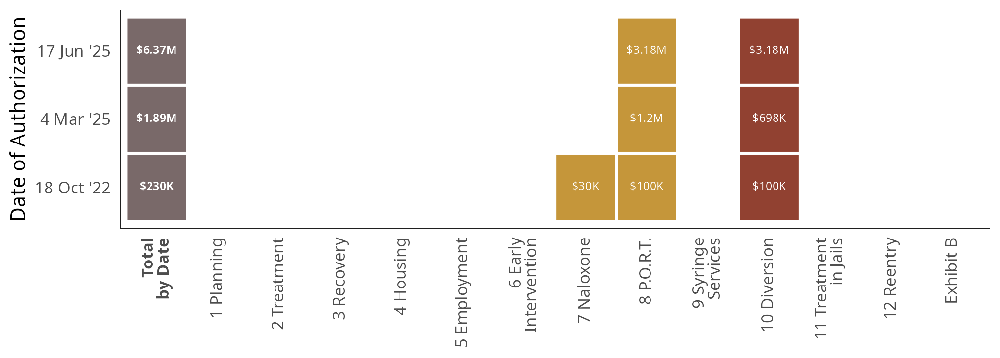 Date of Authorization
17 Jun '25
$6.37M
$3.18M
$3.18M
4 Mar '25
$1.89M
$1.2M
$698K
18 Oct '22
$230K
$30K
$100K
$100K
Total
by Date
1 Planning
2 Treatment
3 Recovery
4 Housing
5 Employment
6 Early
Intervention
7 Naloxone
8 P.O.R.T.
9 Syringe
Services
10 Diversion
11 Treatment
in Jails
12 Reentry
Exhibit B